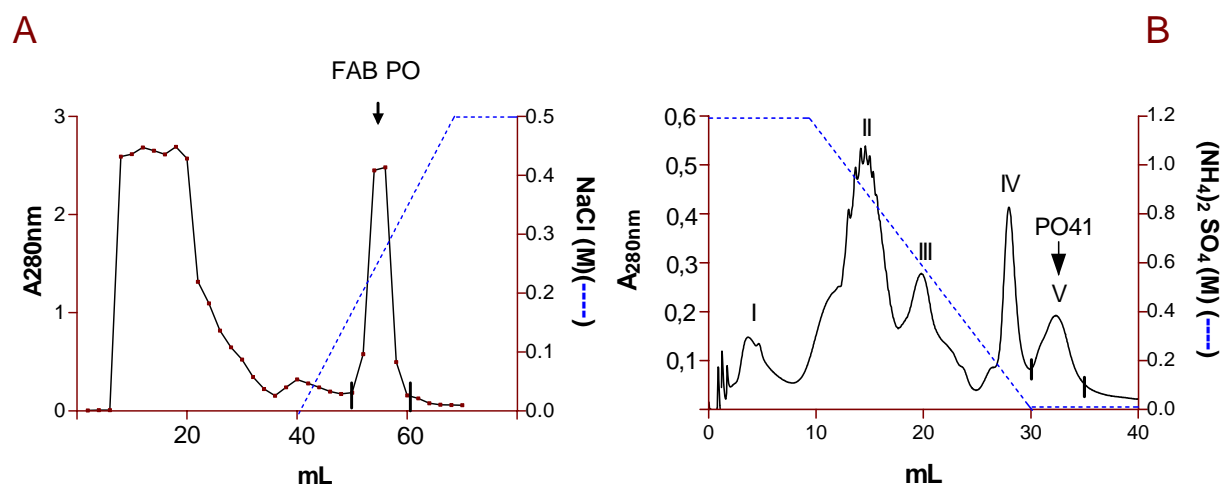 A
FAB PO
3
2
1
0
A280nm
20
40
60
mL
0.5
0.4
0.3
0.2
0.1
0.0
NaCl (M)(----)
B
0,6
0,5
0,4
0,3
0,2
0,1
A280nm
I
II
III
IV
PO41
V
0
10
20
30
40
mL
1.2
1.0
0.8
0.6
0.4
0.2
0.0
(NH4)2 SO4 (M) (----)